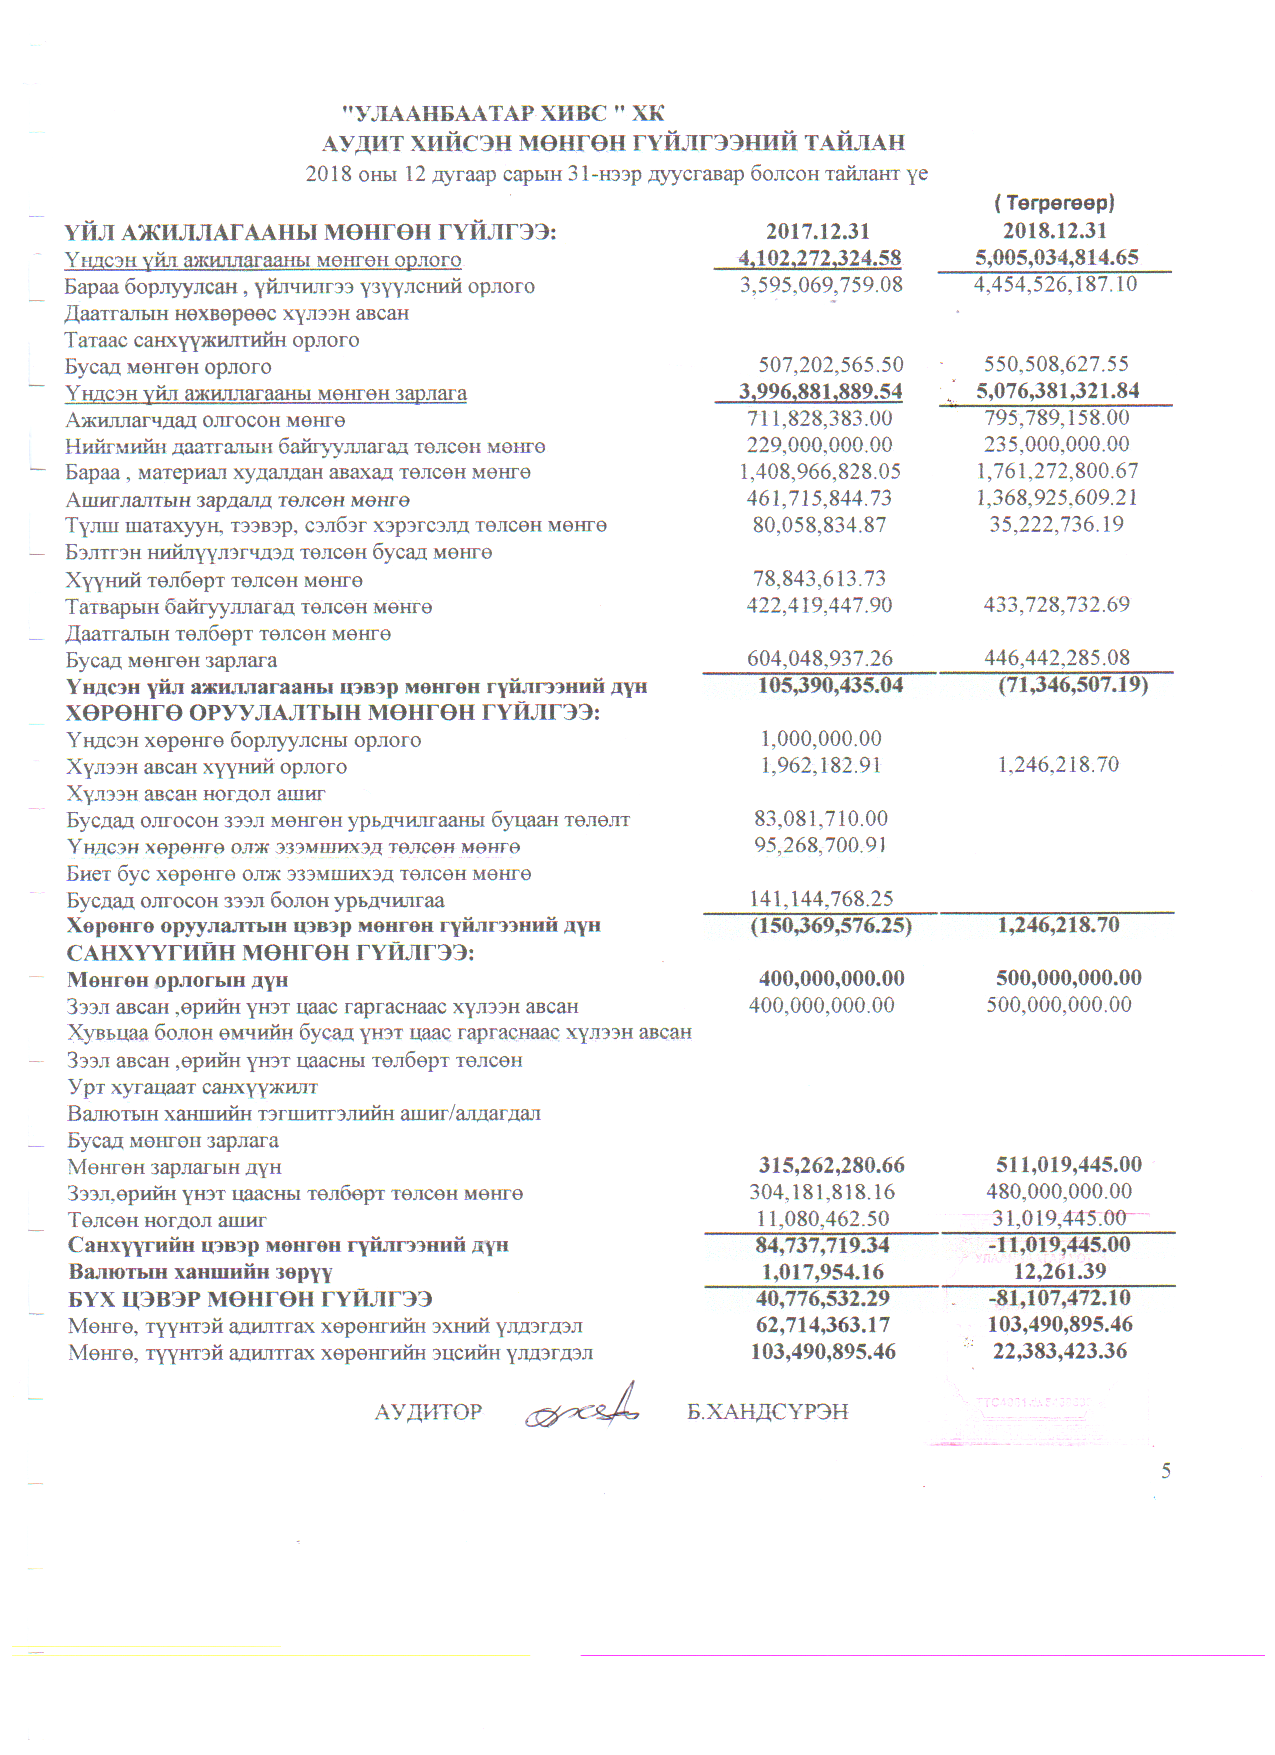 "УЛААНБААТАР ХИВС " ХК
АУДИТ ХИЙСЭН МӨНГӨН ГҮЙЛГЭЭНИЙ ТАЙЛАН
2018 оны 12 дугаар сарын 31-нээр дуусгавар болсон тайлант үе
( Төгрөгөөр)
ҮЙЛ АЖИЛЛАГААНЫ МӨНГӨН ГҮЙЛГЭЭ: 2017.12.31 2018.12.31
Үндсэн үйл ажиллагааны мөнгөн орлого 4,102,272,324.58 5,005,034,814.65
Бараа борлуулсан , үйлчилгээ үзүүлсний орлого 3,595,069,759.08 4,454,526,187.10
Даатгалын нөхвөрөөс хүлээн авсан
Татаас санхүүжилтийн орлого
Бусад мөнгөн орлого 507,202,565.50 550,508,627.55
Үндсэн үйл ажиллагааны мөнгөн зарлага 3,996,881,889.54 5,076,381,321.84
Ажиллагчдад олгосон мөнгө 711,828,383.00 795,789,158.00
Нийгмийн даатгалын байгууллагад төлсөн мөнгө 229,000,000.00 235,000,000.00
Бараа , материал худалдан авахад төлсөн мөнгө 1,408,966,828.05 1,761,272,800.67
Ашиглалтын зардалд төлсөн мөнгө 461,715,844.73 1,368,925,609.21
Түлш шатахуун, тээвэр, сэлбэг хэрэгсэлд төлсөн мөнгө 80,058,834.87 35,222,736.19
Бэлтгэн нийлүүлэгчдэд төлсөн бусад мөнгө
Хүүний төлбөрт төлсөн мөнгө 78,843,613.73
Татварын байгууллагад төлсөн мөнгө 422,419,447.90 433,728,732.69
Даатгалын төлбөрт төлсөн мөнгө
Бусад мөнгөн зарлага 604,048,937.26 446,442,285.08
Үндсэн үйл ажиллагааны цэвэр мөнгөн гүйлгээний дүн 105,390,435.04 (71,346,507.19)
ХӨРӨНГӨ ОРУУЛАЛТЫН МӨНГӨН ГҮЙЛГЭЭ:
Үндсэн хөрөнгө борлуулсны орлого 1,000,000.00
Хүлээн авсан хүүний орлого 1,962,182.91 1,246,218.70
Хүлээн авсан ногдол ашиг
Бусдад олгосон зээл мөнгөн урьдчилгааны буцаан төлөлт 83,081,710.00
Үндсэн хөрөнгө олж эзэмшихэд төлсөн мөнгө 95,268,700.91
Биет бус хөрөнгө олж эзэмшихэд төлсөн мөнгө
Бусдад олгосон зээл болон урьдчилгаа 141,144,768.25
Хөрөнгө оруулалтын цэвэр мөнгөн гүйлгээний дүн (150,369,576.25) 1,246,218.70
САНХҮҮГИЙН МӨНГӨН ГҮЙЛГЭЭ:
Мөнгөн орлогын дүн 400,000,000.00 500,000,000.00
Зээл авсан ,өрийн үнэт цаас гаргаснаас хүлээн авсан 400,000,000.00 500,000,000.00
Хувьцаа болон өмчийн бусад үнэт цаас гаргаснаас хүлээн авсан
Зээл авсан ,өрийн үнэт цаасны төлбөрт төлсөн
Урт хугацаат санхүүжилт
Валютын ханшийн тэгшитгэлийн ашиг/алдагдал
Бусад мөнгөн зарлага
Мөнгөн зарлагын дүн 315,262,280.66 511,019,445.00
Зээл,өрийн үнэт цаасны төлбөрт төлсөн мөнгө 304,181,818.16 480,000,000.00
Төлсөн ногдол ашиг 11,080,462.50 31,019,445.00
Санхүүгийн цэвэр мөнгөн гүйлгээний дүн 84,737,719.34 -11,019,445.00
Валютын ханшийн зөрүү 1,017,954.16 12,261.39
БҮХ ЦЭВЭР МӨНГӨН ГҮЙЛГЭЭ 40,776,532.29 -81,107,472.10
Мөнгө, түүнтэй адилтгах хөрөнгийн эхний үлдэгдэл 62,714,363.17 103,490,895.46
Мөнгө, түүнтэй адилтгах хөрөнгийн эцсийн үлдэгдэл 103,490,895.46 22,383,423.36
АУДИТОР Б.ХАНДСҮРЭН
5